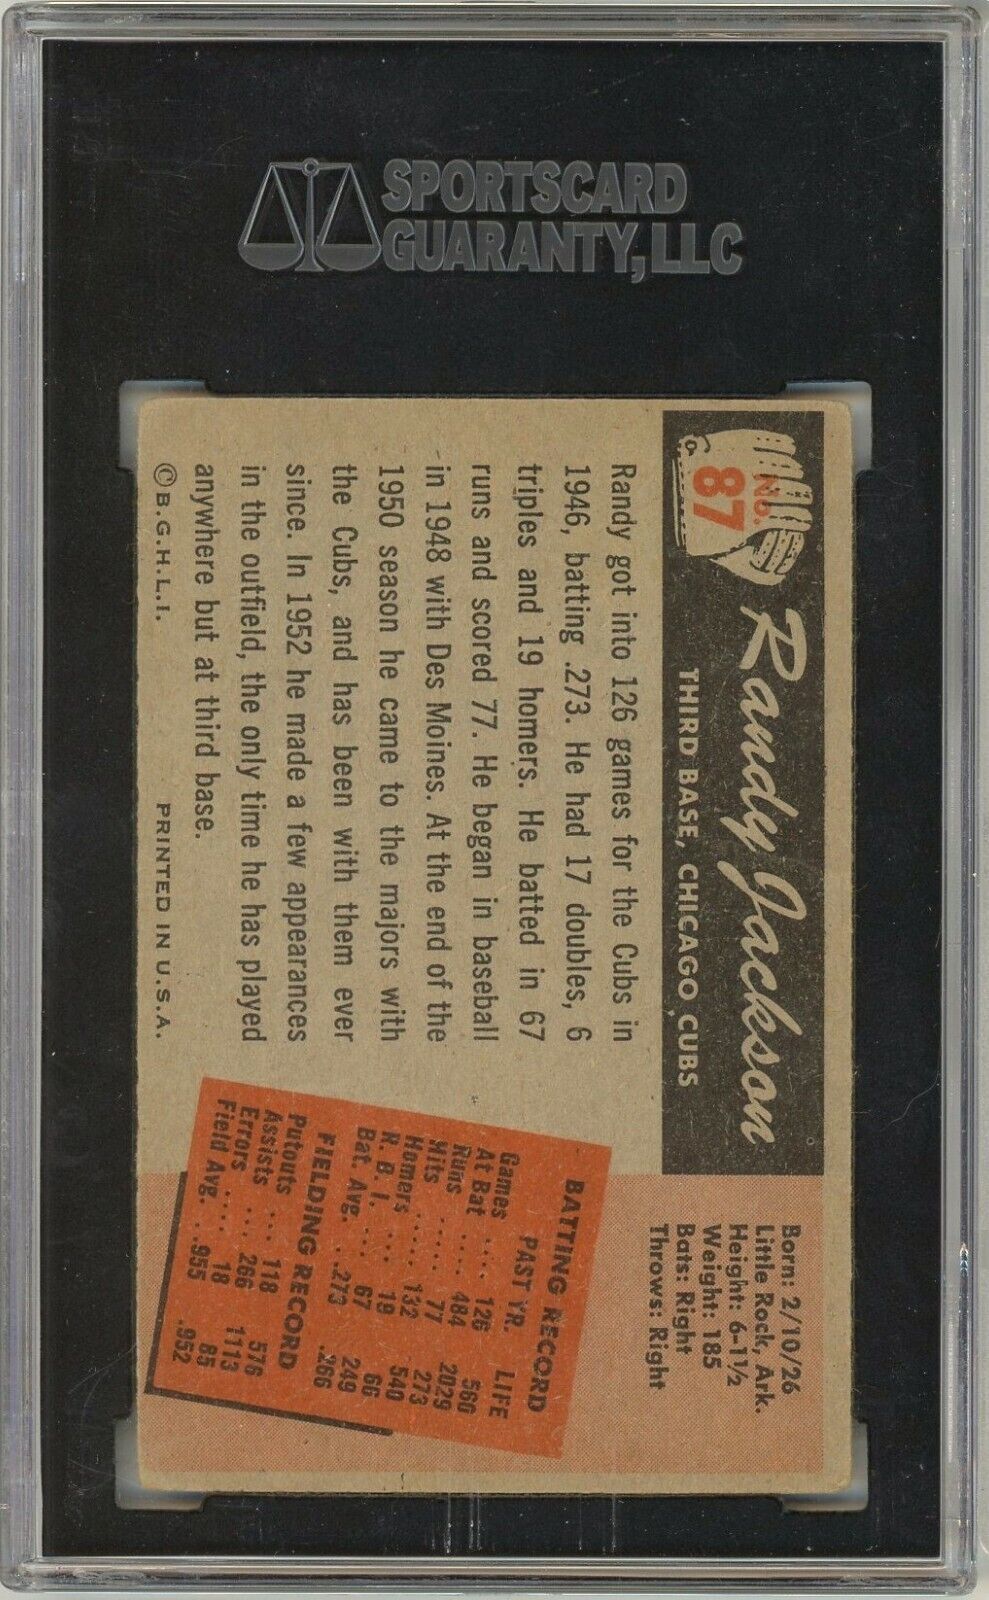 SPORTSCARD
GUARANTY, LLC
No.
87
Randy Jackson
THIRD BASE, CHICAGO CUBS
Born: 2/10/26
Little Rock, Ark.
Height: 6-1½
Weight: 185
Bats: Right
Throws: Right
Randy got into 126 games for the Cubs in
1946, batting .273. He had 17 doubles, 6
triples and 19 homers. He batted in 67
runs and scored 77. He began in baseball
in 1948 with Des Moines. At the end of the
1950 season he came to the majors with
the Cubs, and has been with them ever
since. In 1952 he made a few appearances
in the outfield, the only time he has played
anywhere but at third base.
©B.G.H.L.I. PRINTED IN U.S.A.
BATTING RECORD
PAST YR. LIFE
Games .... 126 560
At Bat .... 484 2029
Runs ..... 77 273
Hits ...... 132 540
Homers ... 19 66
R. B. I. .... 67 249
Bat. Avg. .. .273 .266
FIELDING RECORD
Putouts ... 118 576
Assists ... 266 1113
Errors .... 18 85
Field Avg. .. .955 .952